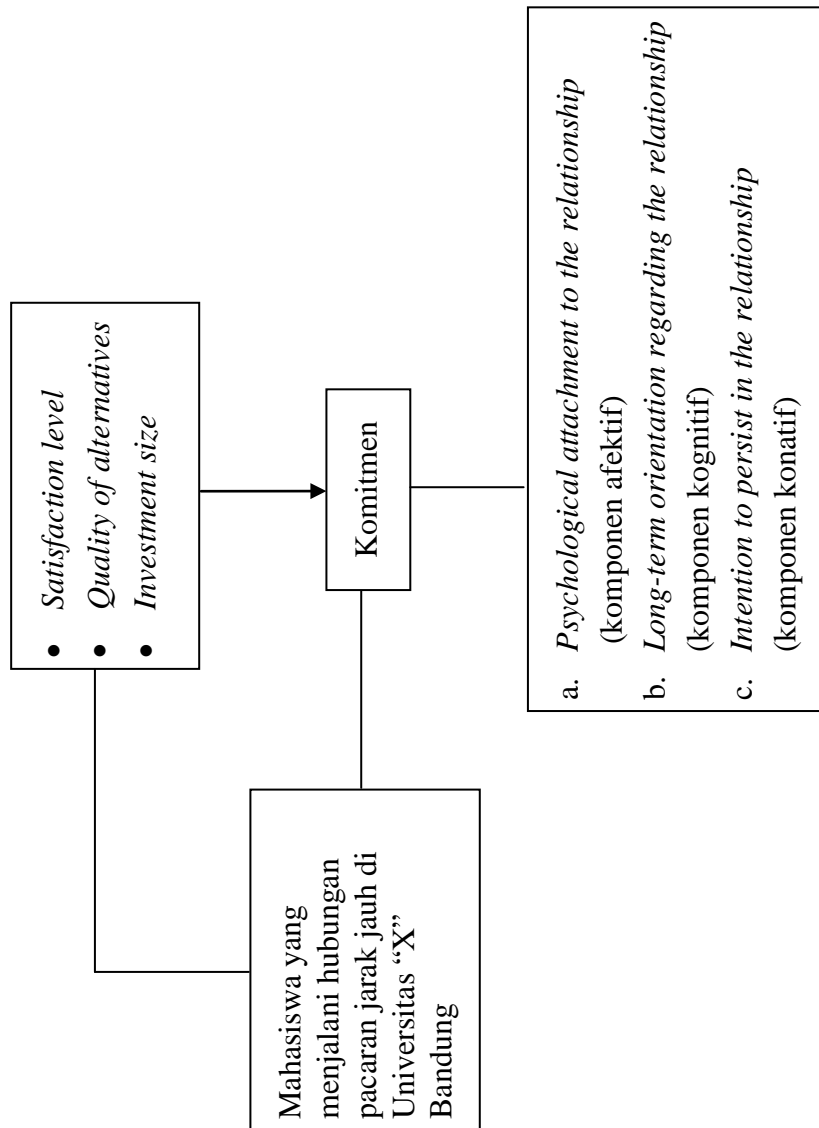 ● Satisfaction level
● Quality of alternatives
● Investment size
Mahasiswa yang
menjalani hubungan
pacaran jarak jauh di
Universitas “X”
Bandung
Komitmen
a. Psychological attachment to the relationship
(komponen afektif)
b. Long-term orientation regarding the relationship
(komponen kognitif)
c. Intention to persist in the relationship
(komponen konatif)